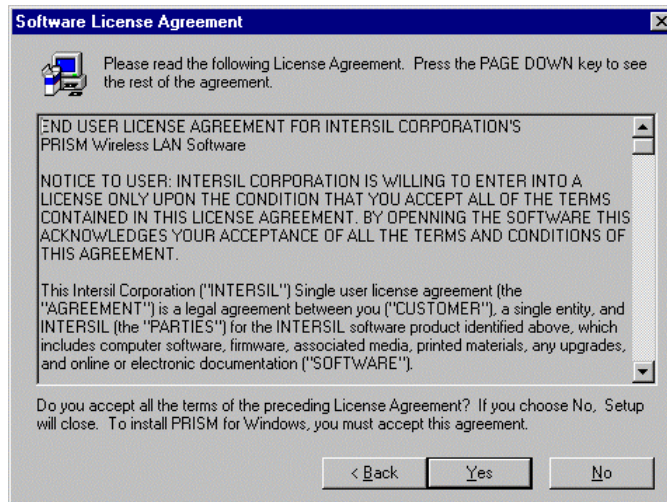 Software License Agreement
Please read the following License Agreement. Press the PAGE DOWN key to see
the rest of the agreement.
END USER LICENSE AGREEMENT FOR INTERSIL CORPORATION'S
PRISM Wireless LAN Software
NOTICE TO USER: INTERSIL CORPORATION IS WILLING TO ENTER INTO A
LICENSE ONLY UPON THE CONDITION THAT YOU ACCEPT ALL OF THE TERMS
CONTAINED IN THIS LICENSE AGREEMENT. BY OPENNING THE SOFTWARE THIS
ACKNOWLEDGES YOUR ACCEPTANCE OF ALL THE TERMS AND CONDITIONS OF
THIS AGREEMENT.
This Intersil Corporation ("INTERSIL") Single user license agreement (the
"AGREEMENT") is a legal agreement between you ("CUSTOMER"), a single entity, and
INTERSIL (the "PARTIES") for the INTERSIL software product identified above, which
includes computer software, firmware, associated media, printed materials, any upgrades,
and online or electronic documentation ("SOFTWARE").
Do you accept all the terms of the preceding License Agreement? If you choose No, Setup
will close. To install PRISM for Windows, you must accept this agreement.
< Back Yes No